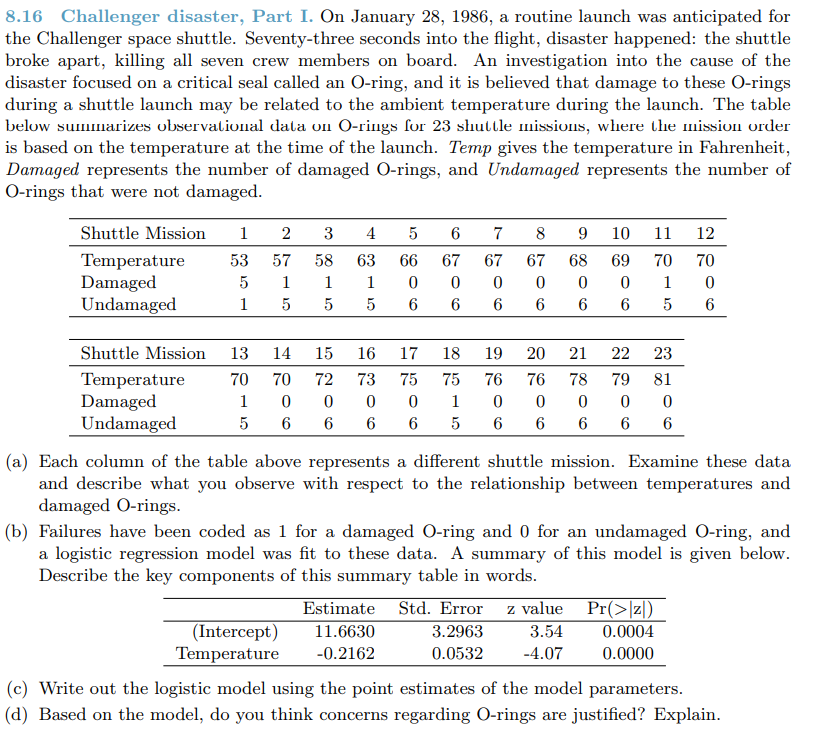 8.16 Challenger disaster, Part I. On January 28, 1986, a routine launch was anticipated for
the Challenger space shuttle. Seventy-three seconds into the flight, disaster happened: the shuttle
broke apart, killing all seven crew members on board. An investigation into the cause of the
disaster focused on a critical seal called an O-ring, and it is believed that damage to these O-rings
during a shuttle launch may be related to the ambient temperature during the launch. The table
below summarizes observational data on O-rings for 23 shuttle missions, where the mission order
is based on the temperature at the time of the launch. Temp gives the temperature in Fahrenheit,
Damaged represents the number of damaged O-rings, and Undamaged represents the number of
O-rings that were not damaged.
Shuttle Mission 1 2 3 4 5 6 7 8 9 10 11 12
Temperature 53 57 58 63 66 67 67 67 68 69 70 70
Damaged 5 1 1 1 0 0 0 0 0 0 1 0
Undamaged 1 5 5 5 6 6 6 6 6 6 5 6
Shuttle Mission 13 14 15 16 17 18 19 20 21 22 23
Temperature 70 70 72 73 75 75 76 76 78 79 81
Damaged 1 0 0 0 0 1 0 0 0 0 0
Undamaged 5 6 6 6 6 5 6 6 6 6 6
(a) Each column of the table above represents a different shuttle mission. Examine these data
and describe what you observe with respect to the relationship between temperatures and
damaged O-rings.
(b) Failures have been coded as 1 for a damaged O-ring and 0 for an undamaged O-ring, and
a logistic regression model was fit to these data. A summary of this model is given below.
Describe the key components of this summary table in words.
Estimate Std. Error z value Pr(>|z|)
(Intercept) 11.6630 3.2963 3.54 0.0004
Temperature -0.2162 0.0532 -4.07 0.0000
(c) Write out the logistic model using the point estimates of the model parameters.
(d) Based on the model, do you think concerns regarding O-rings are justified? Explain.